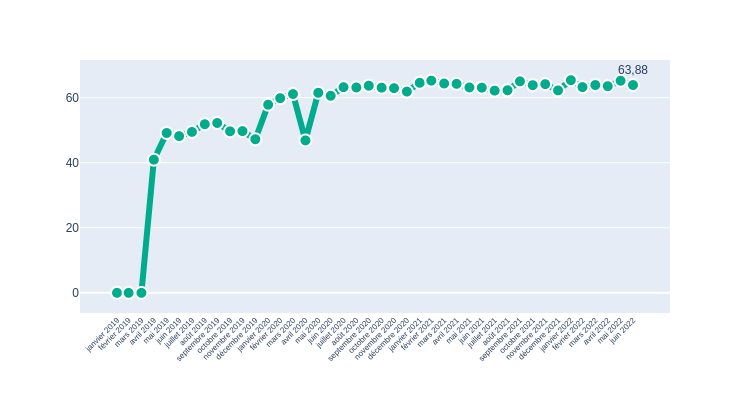 63,88
60
40
20
0
janvier 2019
février 2019
mars 2019
avril 2019
mai 2019
juin 2019
juillet 2019
août 2019
septembre 2019
octobre 2019
novembre 2019
décembre 2019
janvier 2020
février 2020
mars 2020
avril 2020
mai 2020
juin 2020
juillet 2020
août 2020
septembre 2020
octobre 2020
novembre 2020
décembre 2020
janvier 2021
février 2021
mars 2021
avril 2021
mai 2021
juin 2021
juillet 2021
août 2021
septembre 2021
octobre 2021
novembre 2021
décembre 2021
janvier 2022
février 2022
mars 2022
avril 2022
mai 2022
juin 2022